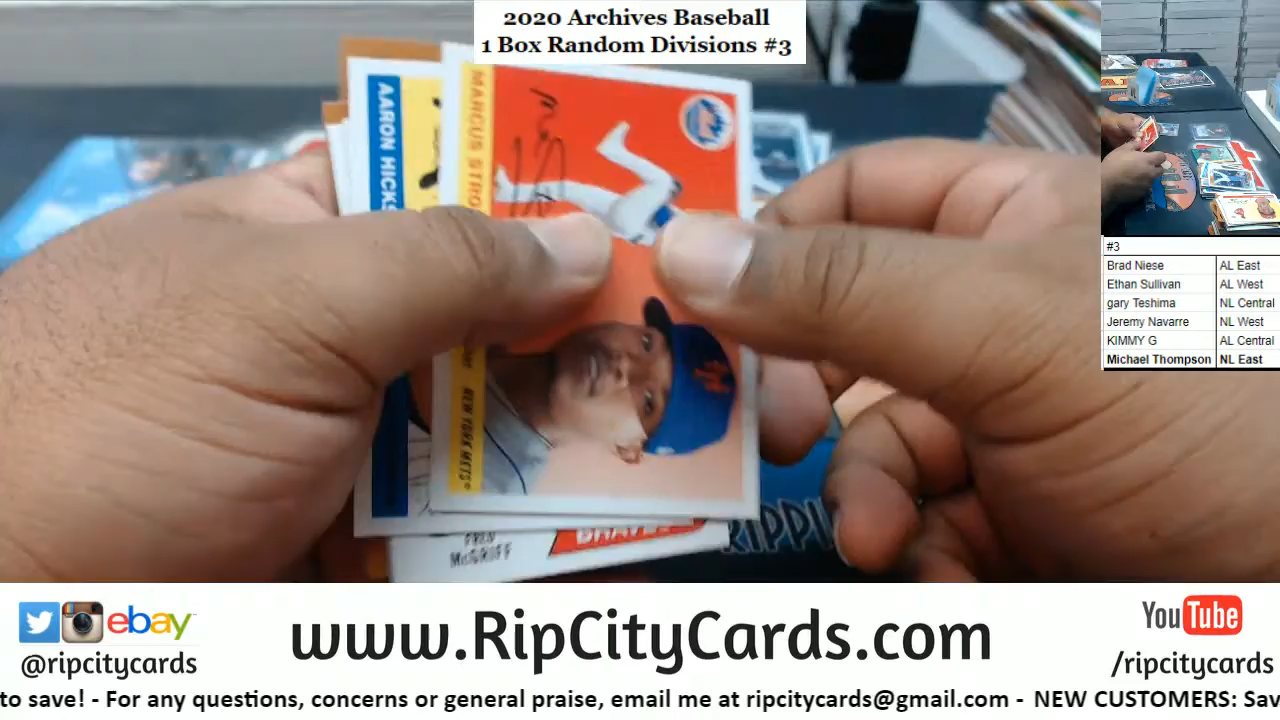 2020 Archives Baseball
1 Box Random Divisions #3
MARCUS STRO
NEW YORK METS
AARON HICKS
FRED
McGRIFF
BRAVES
RIPPI
#3
Brad Niese AL East
Ethan Sullivan AL West
gary Teshima NL Central
Jeremy Navarre NL West
KIMMY G AL Central
Michael Thompson NL East
ebay
@ripcitycards
www.RipCityCards.com
YouTube
/ripcitycards
to save! - For any questions, concerns or general praise, email me at ripcitycards@gmail.com - NEW CUSTOMERS: Sav